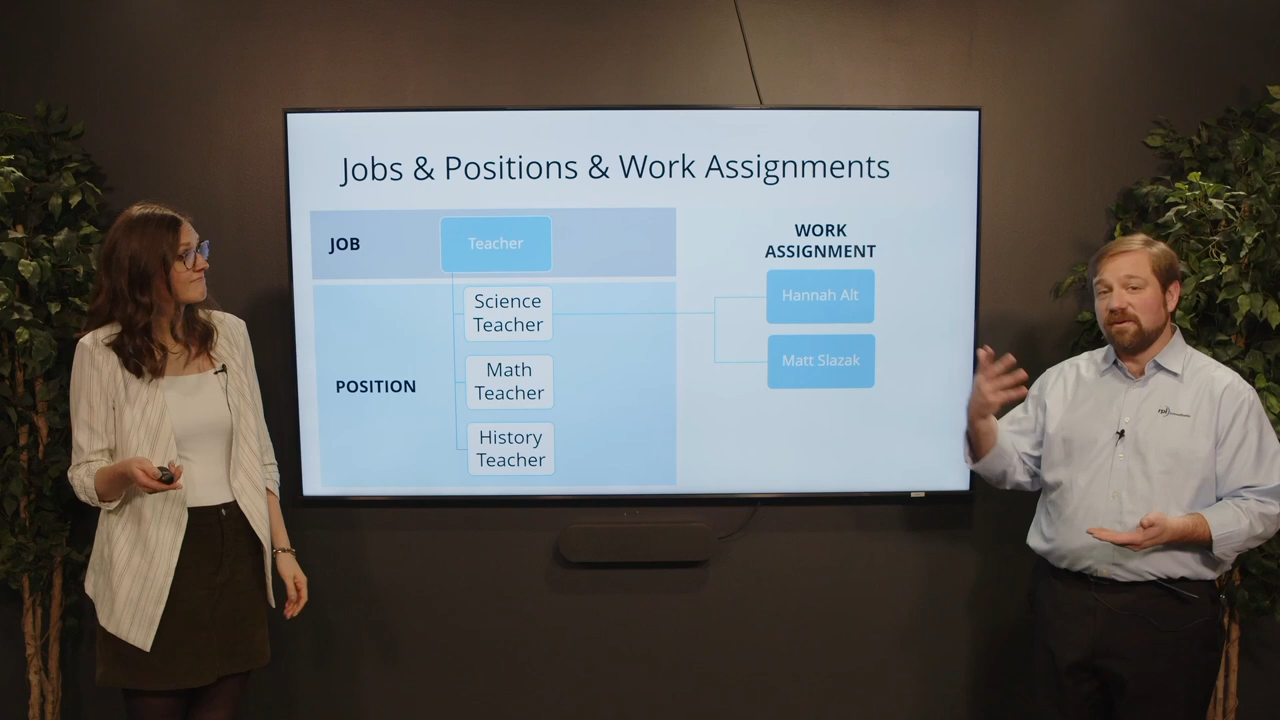 Jobs & Positions & Work Assignments
JOB
Teacher
POSITION
Science
Teacher
Math
Teacher
History
Teacher
WORK
ASSIGNMENT
Hannah Alt
Matt Slazak
rpi